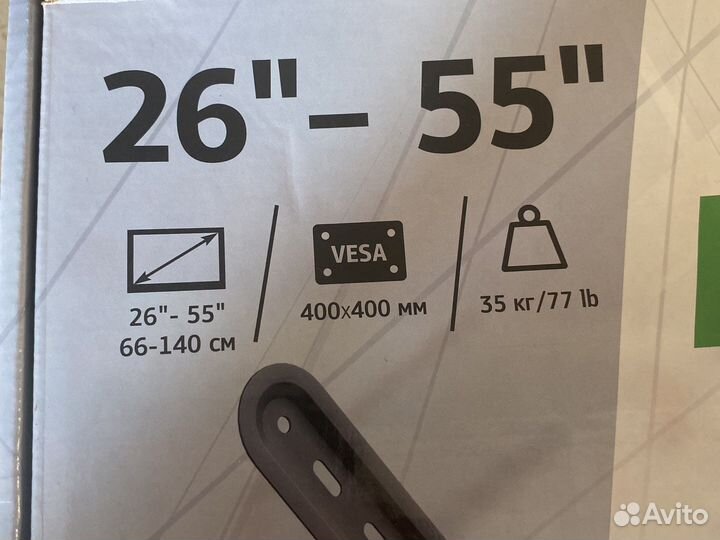 26"– 55"
VESA
26"- 55"
66-140 см
400x400 мм
35 кг/77 lb
Avito